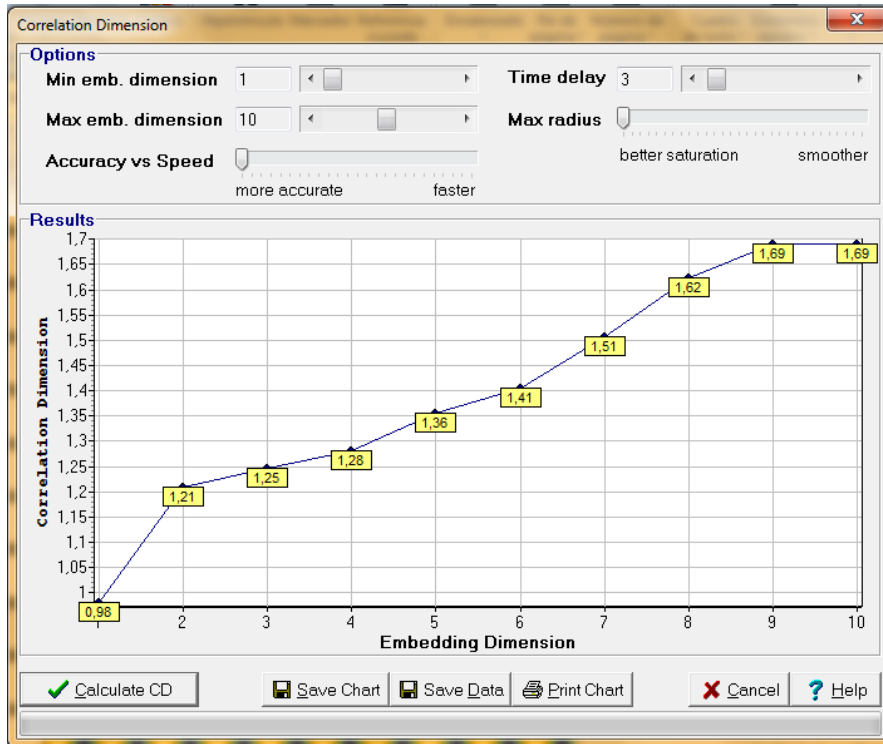 Correlation Dimension
Options
Min emb. dimension 1
Time delay 3
Max emb. dimension 10
Max radius
better saturation smoother
Accuracy vs Speed
more accurate faster
Results
Correlation Dimension
1,7
1,65
1,6
1,55
1,5
1,45
1,4
1,35
1,3
1,25
1,2
1,15
1,1
1,05
1
0,98
1,21
1,25
1,28
1,36
1,41
1,51
1,62
1,69
1,69
1 2 3 4 5 6 7 8 9 10
Embedding Dimension
Calculate CD Save Chart Save Data Print Chart Cancel Help